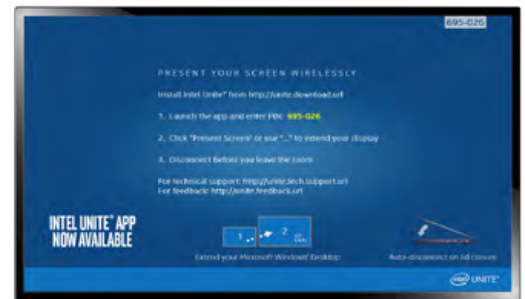 695-026
PRESENT YOUR SCREEN WIRELESSLY
Install Intel Unite® from http://unite.download.url
1. Launch the app and enter PIN: 695-026
2. Click "Present Screen" or use "..." to extend your display
3. Disconnect before you leave the room
For technical support: http://unite.tech.support.url
For feedback: http://unite.feedback.url
INTEL UNITE® APP
NOW AVAILABLE
1
2
Extend your Microsoft Windows Desktop
Auto-disconnect on lid closure
intel UNITE™